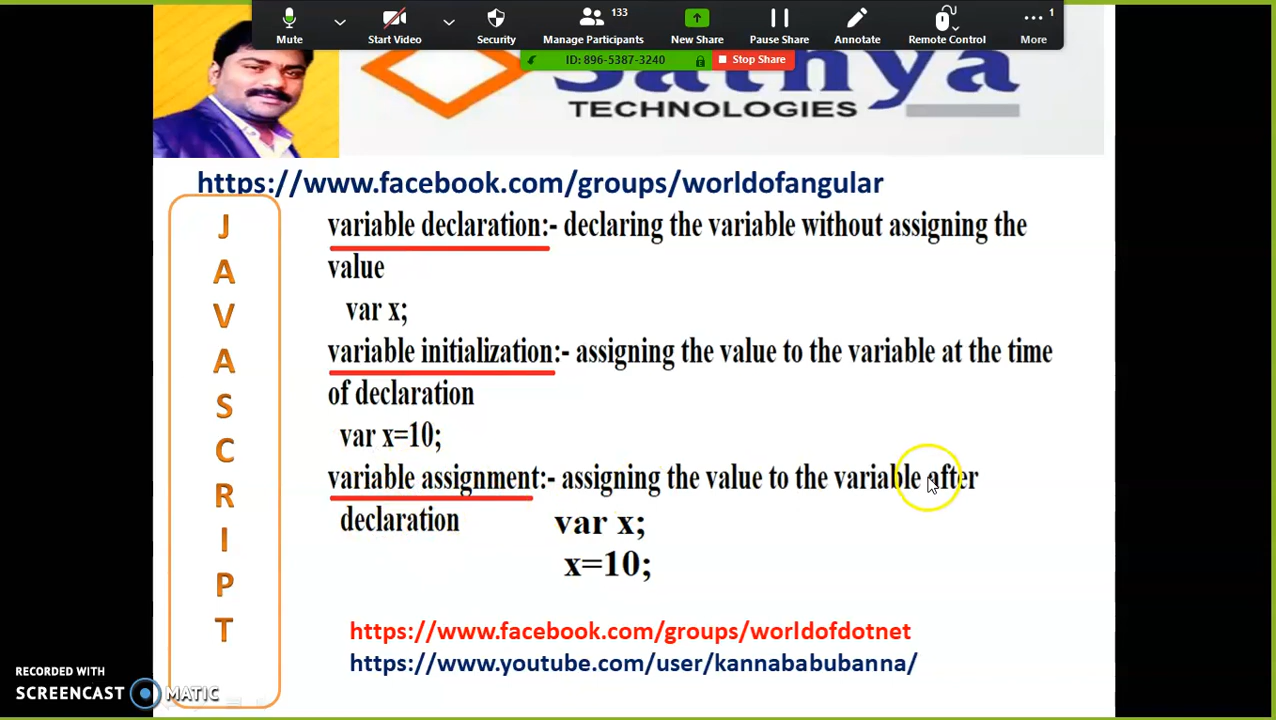 133
1
Mute
Start Video
Security
Manage Participants
New Share
Pause Share
Annotate
Remote Control
More
ID: 896-5387-3240
Stop Share
Sathya
TECHNOLOGIES
https://www.facebook.com/groups/worldofangular
J
A
V
A
S
C
R
I
P
T
variable declaration:- declaring the variable without assigning the
value
var x;
variable initialization:- assigning the value to the variable at the time
of declaration
var x=10;
variable assignment:- assigning the value to the variable after
declaration
var x;
x=10;
https://www.facebook.com/groups/worldofdotnet
https://www.youtube.com/user/kannababubanna/
RECORDED WITH
SCREENCAST MATIC